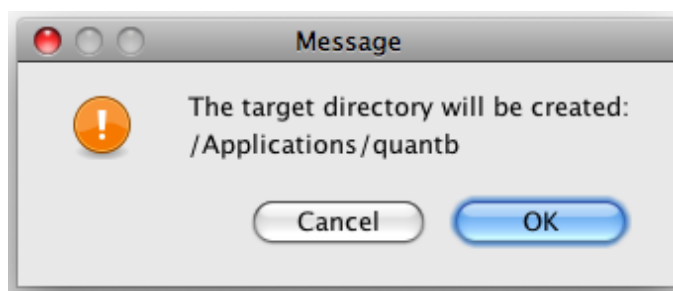 Message
The target directory will be created:
/Applications/quantb
Cancel
OK